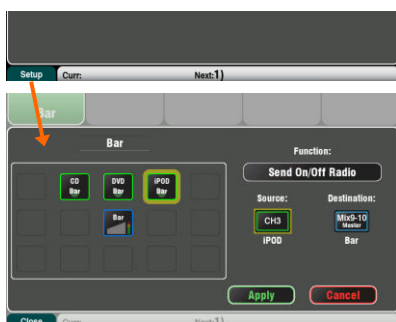 Setup Curr: Next:1)
Bar
Bar
Function:
Send On/Off Radio
CD
Bar
DVD
Bar
iPOD
Bar
Source:
Destination:
CH3
Mix9-10
Master
iPOD
Bar
Bar
Apply
Cancel
Close Curr: Next:1)